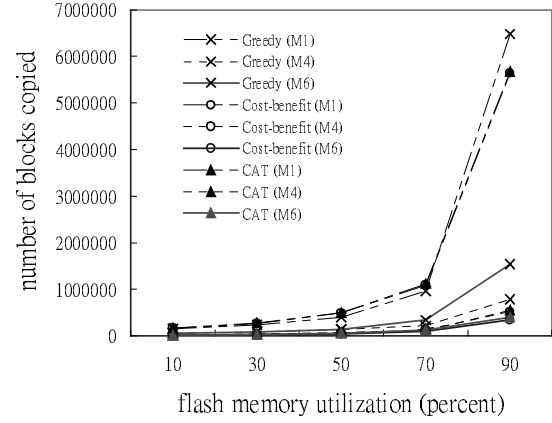 7000000
6000000
5000000
4000000
3000000
2000000
1000000
0
number of blocks copied
Greedy (M1)
Greedy (M4)
Greedy (M6)
Cost-benefit (M1)
Cost-benefit (M4)
Cost-benefit (M6)
CAT (M1)
CAT (M4)
CAT (M6)
10 30 50 70 90
flash memory utilization (percent)